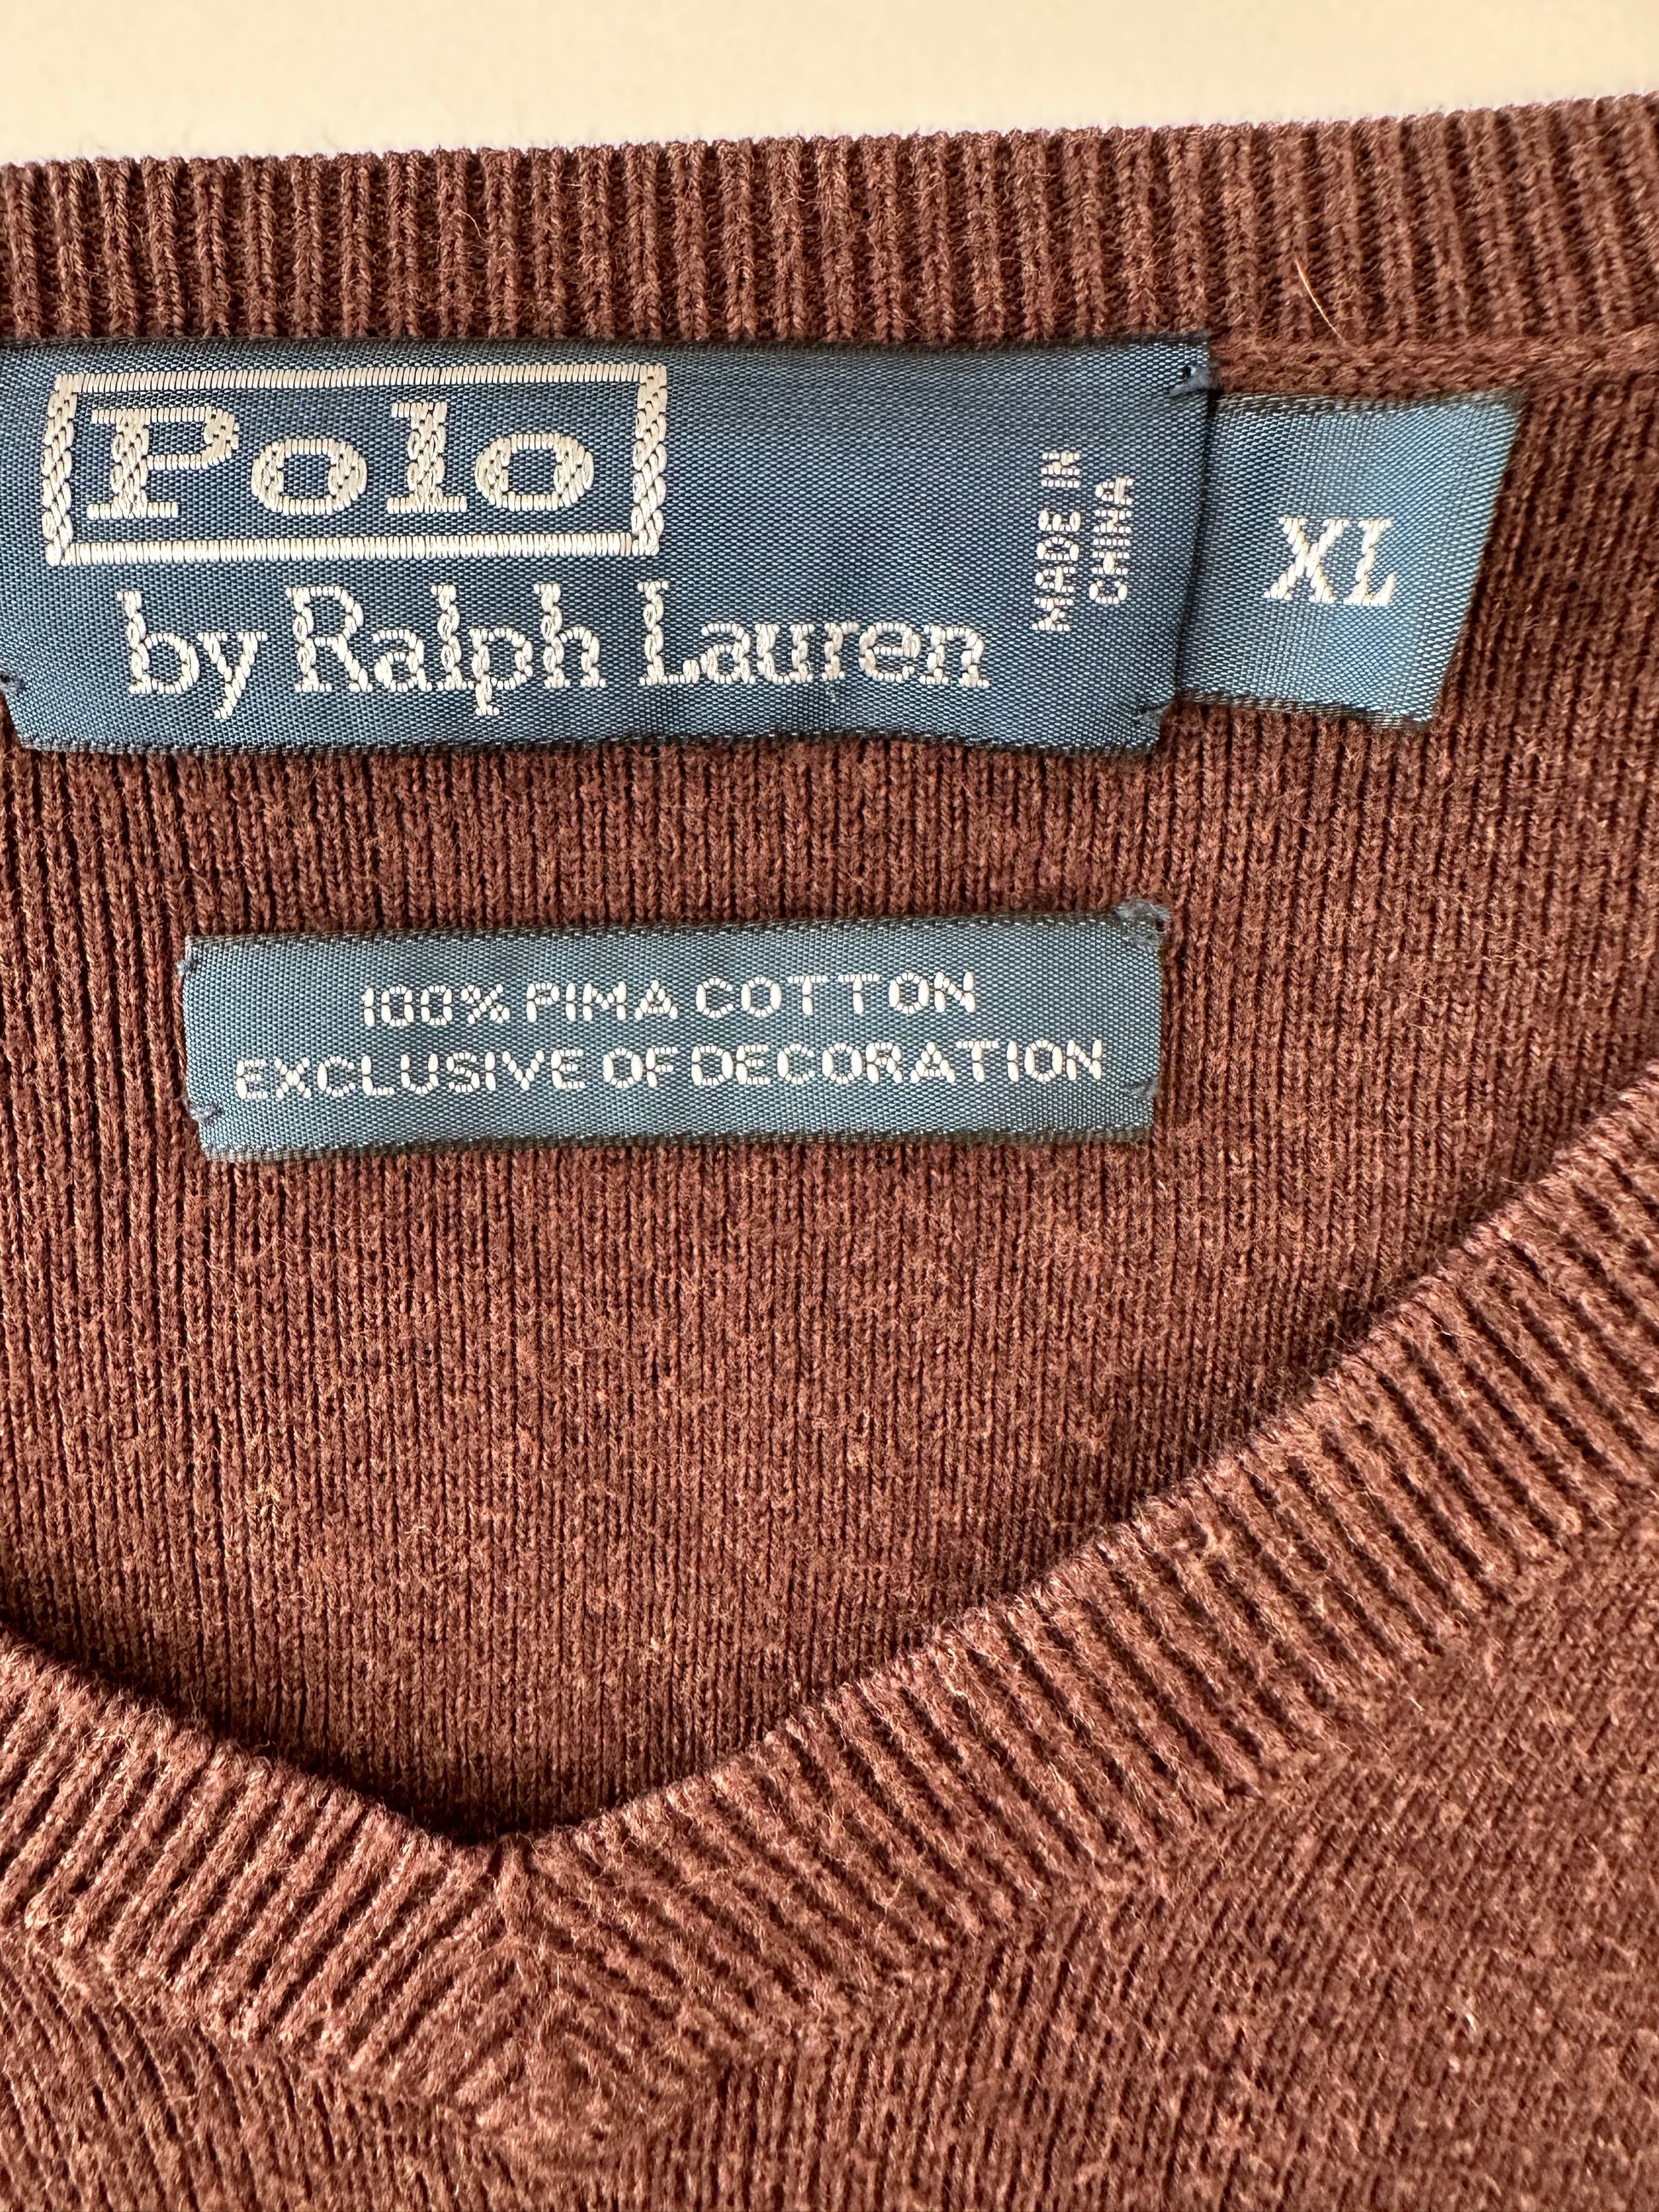 Polo
by Ralph Lauren
MADE IN
CHINA
XL
100% PIMA COTTON
EXCLUSIVE OF DECORATION